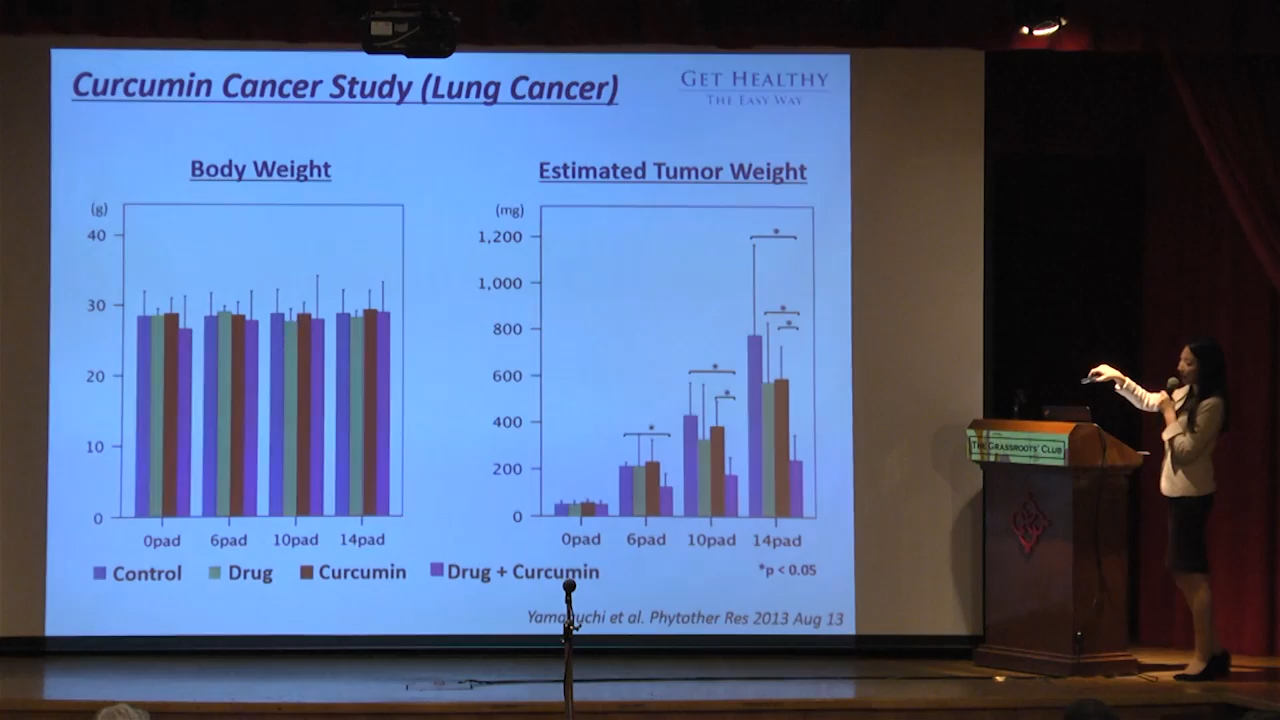 Curcumin Cancer Study (Lung Cancer)
GET HEALTHY
THE EASY WAY
Body Weight
(g)
40
30
20
10
0
0pad 6pad 10pad 14pad
Estimated Tumor Weight
(mg)
1,200
1,000
800
600
400
200
0
* * * * * *
0pad 6pad 10pad 14pad
Control Drug Curcumin Drug + Curcumin
*p < 0.05
et al. Phytother Res 2013 Aug 13
THE GRASSROOTS' CLUB